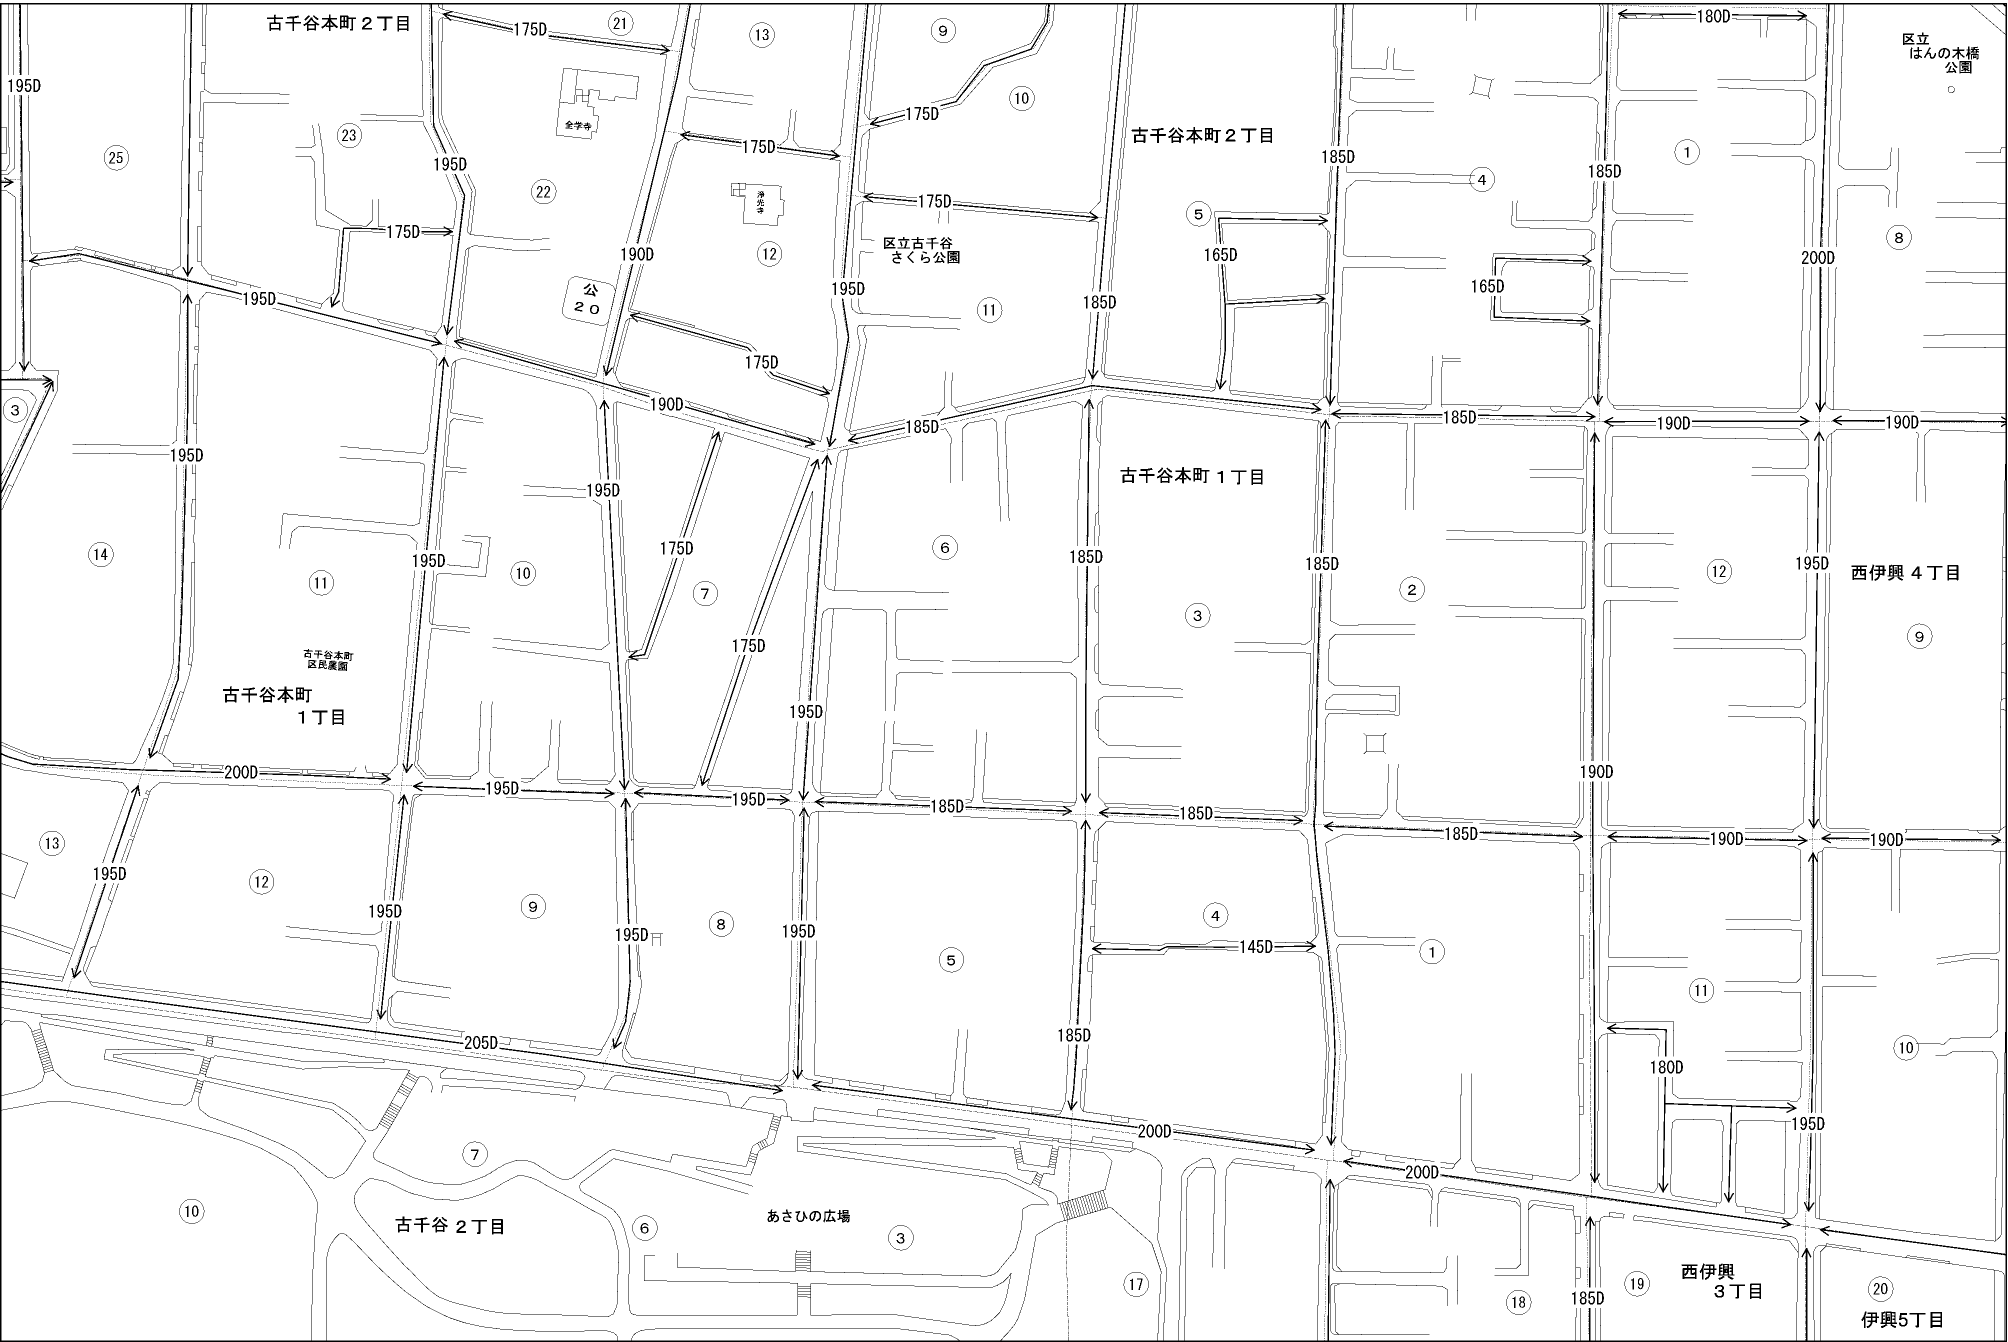 古千谷本町２丁目
175D
21
13
9
180D
区立
はんの木橋
公園
195D
10
175D
全学寺
23
175D
古千谷本町２丁目
25
195D
185D
1
22
浄光寺
175D
4
185D
5
175D
区立古千谷
さくら公園
8
190D
12
165D
200D
195D
公
２０
195D
165D
185D
11
175D
3
190D
185D
185D
190D
190D
195D
195D
古千谷本町１丁目
14
11
195D
10
175D
7
6
185D
185D
2
12
195D
西伊興４丁目
3
9
古千谷本町
区民農園
175D
古千谷本町
１丁目
195D
200D
195D
195D
185D
185D
185D
190D
190D
190D
13
195D
12
195D
9
195D
8
195D
5
4
145D
1
11
205D
185D
10
180D
195D
200D
7
200D
10
古千谷２丁目
6
あさひの広場
3
17
18
185D
19
西伊興
３丁目
20
伊興5丁目